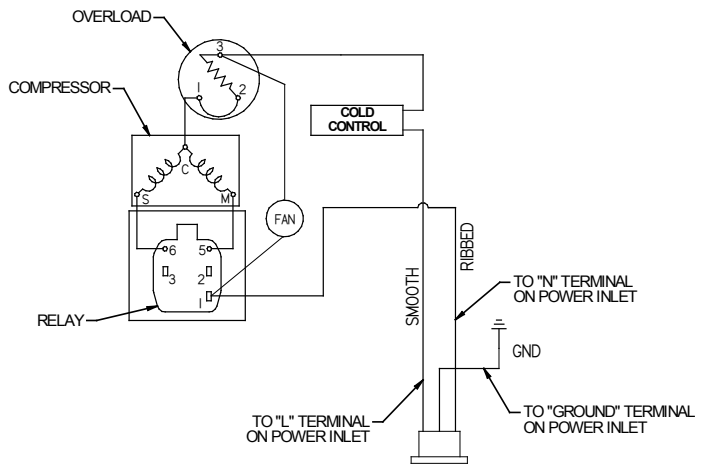 OVERLOAD
3
1
2
COMPRESSOR
COLD
CONTROL
C
S
M
FAN
6
5
3
2
1
RELAY
SMOOTH
RIBBED
TO "N" TERMINAL
ON POWER INLET
GND
TO "L" TERMINAL
ON POWER INLET
TO "GROUND" TERMINAL
ON POWER INLET